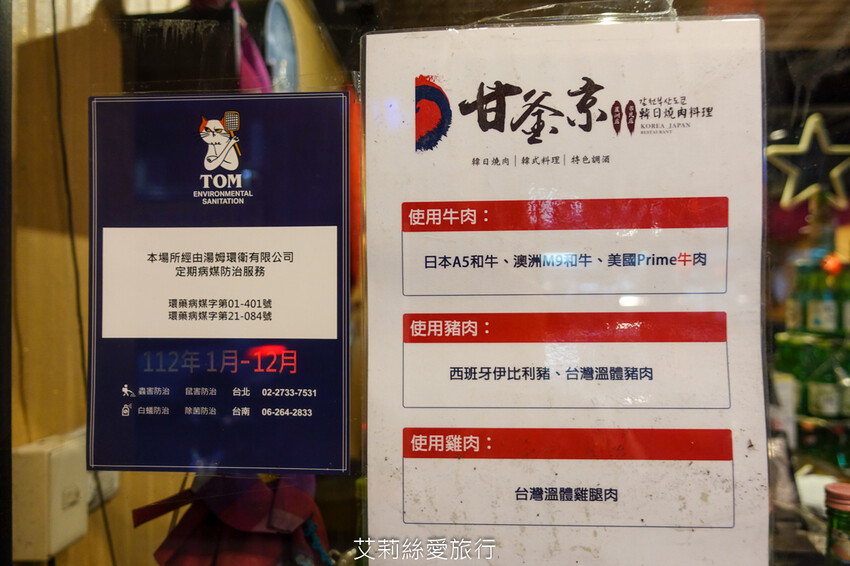 TOM
ENVIRONMENTAL
SANITATION
本場所經由湯姆環衛有限公司
定期病媒防治服務
環藥病媒字第01-401號
環藥病媒字第21-084號
112年 1月-12月
蟲害防治 鼠害防治 台北 02-2733-7531
白蟻防治 除菌防治 台南 06-264-2833
甘釜京
韓日燒肉料理
KOREA JAPAN
RESTAURANT
韓日燒肉 | 韓式料理 | 特色調酒
使用牛肉：
日本A5和牛、澳洲M9和牛、美國Prime牛肉
使用豬肉：
西班牙伊比利豬、台灣溫體豬肉
使用雞肉：
台灣溫體雞腿肉
艾莉絲愛旅行